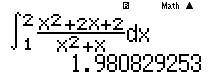 R Math ▲
∫₁² (x²+2x+2)/(x²+x) dx
1.980829253